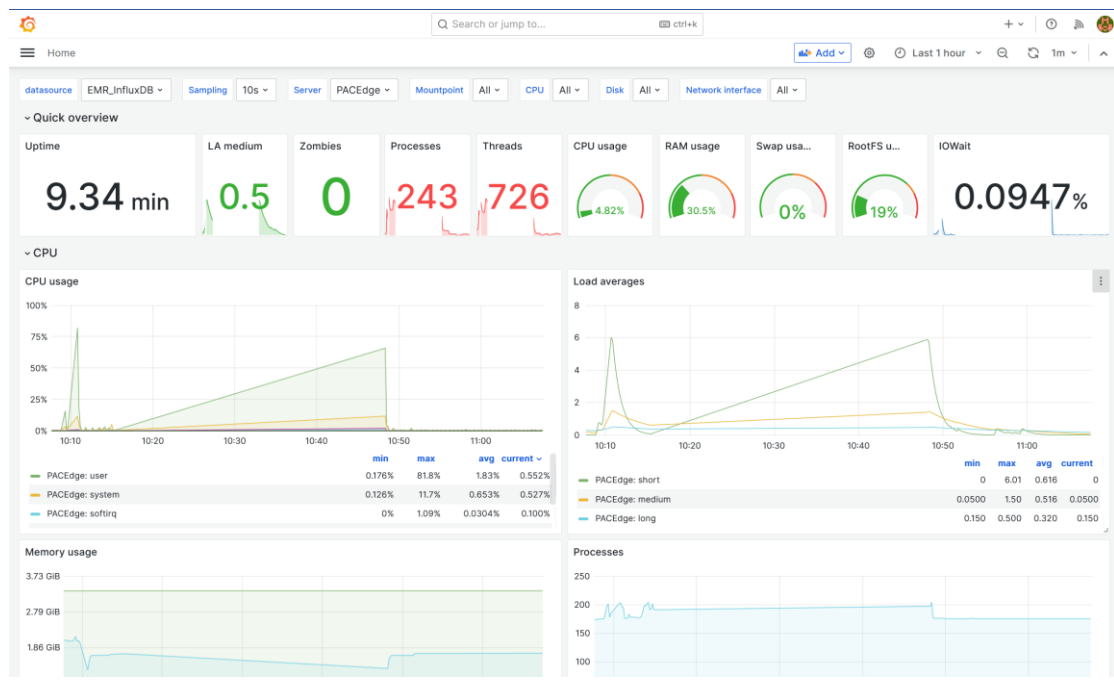 Search or jump to... ctrl+k
Home Add Last 1 hour 1m
datasource EMR_InfluxDB Sampling 10s Server PACEdge Mountpoint All CPU All Disk All Network interface All
Quick overview
Uptime LA medium Zombies Processes Threads CPU usage RAM usage Swap usa... RootFS u... IOWait
9.34 min 0.5 0 243 726 4.82% 30.5% 0% 19% 0.0947%
CPU
CPU usage
100%
75%
50%
25%
0%
10:10 10:20 10:30 10:40 10:50 11:00
min max avg current
PACEdge: user 0.176% 81.8% 1.83% 0.552%
PACEdge: system 0.126% 11.7% 0.653% 0.527%
PACEdge: softirq 0% 1.09% 0.0304% 0.100%
Load averages
8
6
4
2
0
10:10 10:20 10:30 10:40 10:50 11:00
min max avg current
PACEdge: short 0 6.01 0.616 0
PACEdge: medium 0.0500 1.50 0.516 0.0500
PACEdge: long 0.150 0.500 0.320 0.150
Memory usage
3.73 GiB
2.79 GiB
1.86 GiB
Processes
250
200
150
100